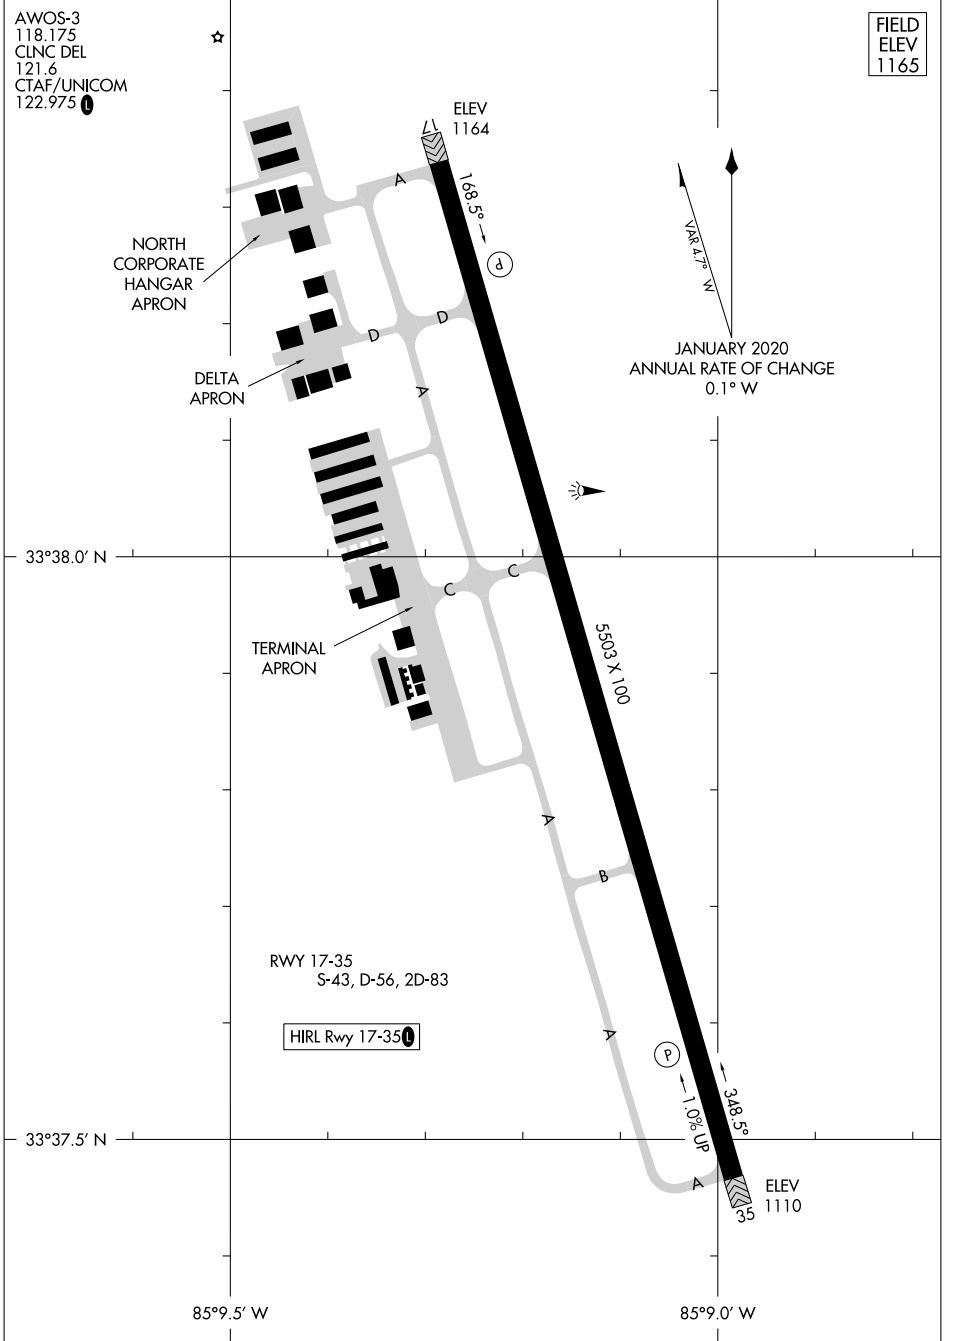 AWOS-3
118.175
CLNC DEL
121.6
CTAF/UNICOM
122.975 L
FIELD
ELEV
1165
ELEV
1164
17
A
168.5°
P
VAR 4.7° W
NORTH
CORPORATE
HANGAR
APRON
D
D
JANUARY 2020
ANNUAL RATE OF CHANGE
0.1° W
DELTA
APRON
A
33°38.0' N
C
C
TERMINAL
APRON
5503 X 100
A
B
RWY 17-35
S-43, D-56, 2D-83
HIRL Rwy 17-35 L
A
P
1.0% UP
348.5°
33°37.5' N
A
ELEV
1110
35
85°9.5' W
85°9.0' W